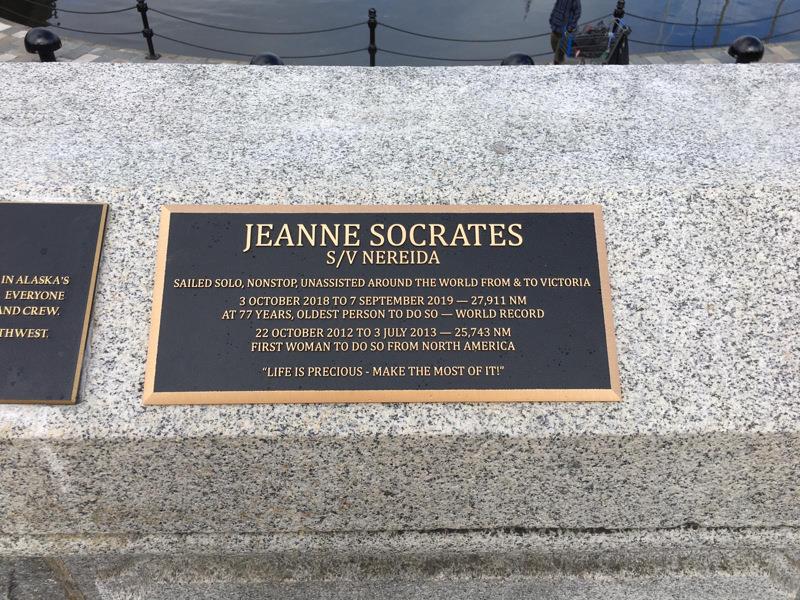 IN ALASKA'S
EVERYONE
AND CREW.
THWEST.
JEANNE SOCRATES
S/V NEREIDA
SAILED SOLO, NONSTOP, UNASSISTED AROUND THE WORLD FROM & TO VICTORIA
3 OCTOBER 2018 TO 7 SEPTEMBER 2019 — 27,911 NM
AT 77 YEARS, OLDEST PERSON TO DO SO — WORLD RECORD
22 OCTOBER 2012 TO 3 JULY 2013 — 25,743 NM
FIRST WOMAN TO DO SO FROM NORTH AMERICA
"LIFE IS PRECIOUS - MAKE THE MOST OF IT!"